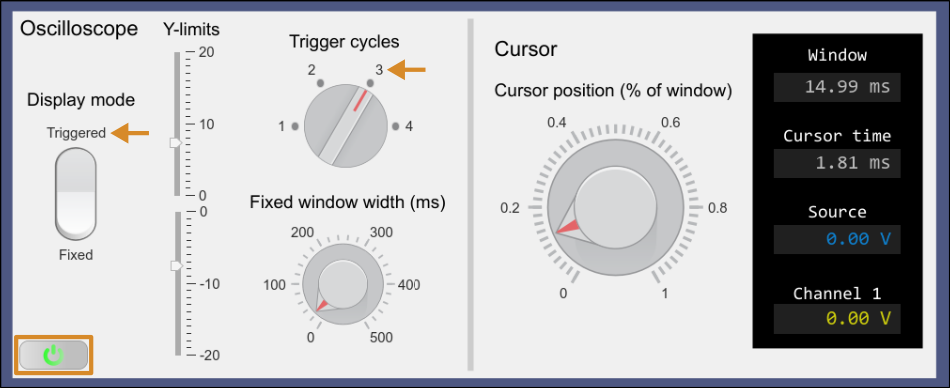 Oscilloscope
Display mode
Triggered
Fixed
Y-limits
20
10
0
0
-10
-20
Trigger cycles
1
2
3
4
Fixed window width (ms)
0
100
200
300
400
500
Cursor
Cursor position (% of window)
0
0.2
0.4
0.6
0.8
1
Window
14.99 ms
Cursor time
1.81 ms
Source
0.00 V
Channel 1
0.00 V